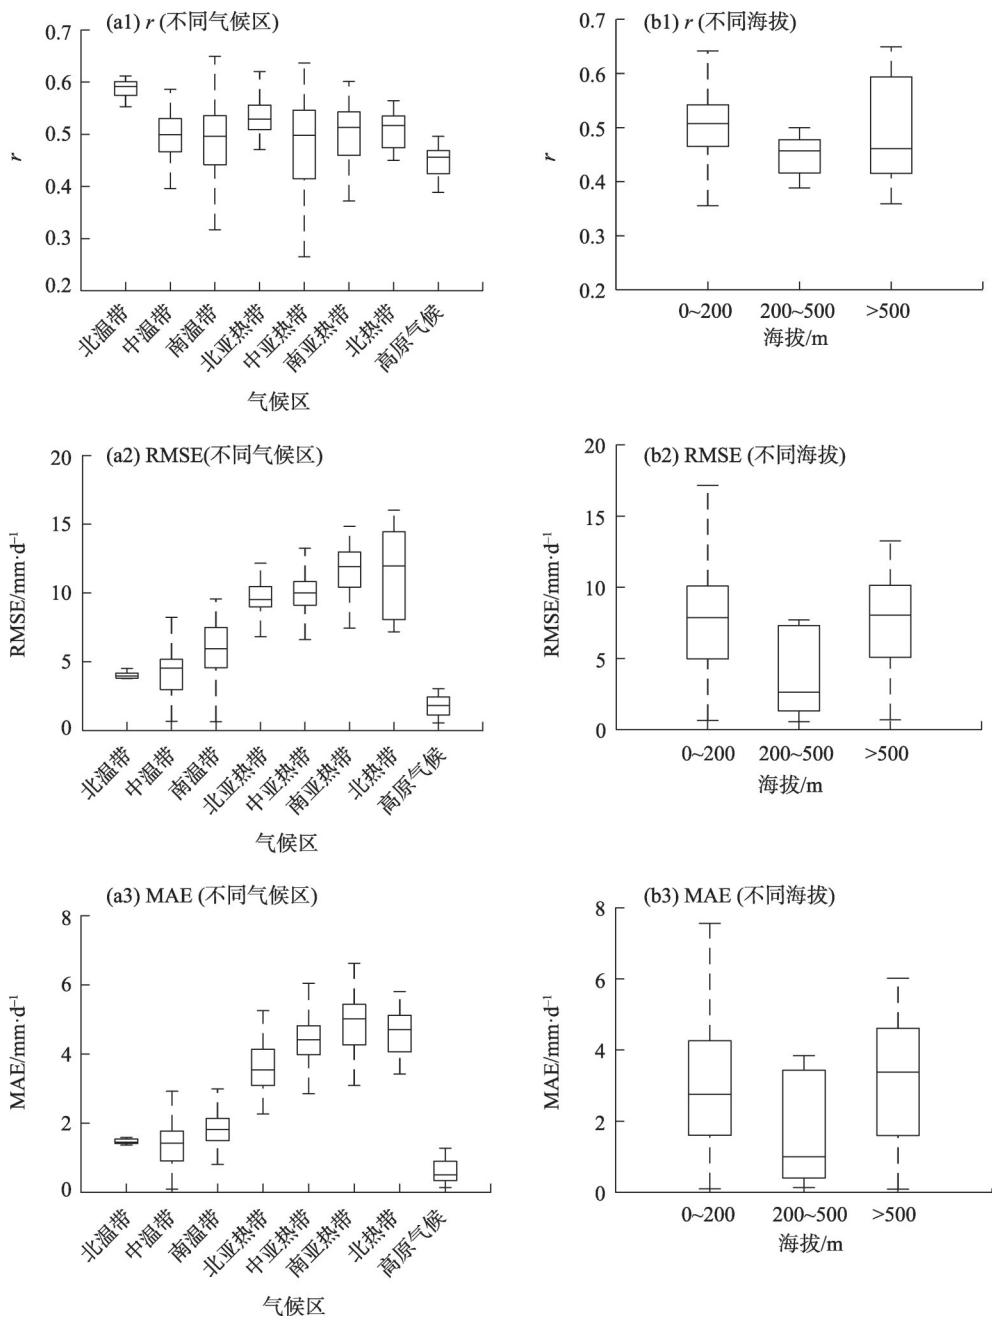 (a1) r (不同气候区)
0.7
0.6
0.5
0.4
0.3
0.2
r
北温带
中温带
南温带
北亚热带
中亚热带
南亚热带
北热带
高原气候
气候区
(b1) r (不同海拔)
0.7
0.6
0.5
0.4
0.3
0.2
r
0~200
200~500
>500
海拔/m
(a2) RMSE(不同气候区)
20
15
10
5
0
RMSE/mm·d⁻¹
北温带
中温带
南温带
北亚热带
中亚热带
南亚热带
北热带
高原气候
气候区
(b2) RMSE (不同海拔)
20
15
10
5
0
RMSE/mm·d⁻¹
0~200
200~500
>500
海拔/m
(a3) MAE (不同气候区)
8
6
4
2
0
MAE/mm·d⁻¹
北温带
中温带
南温带
北亚热带
中亚热带
南亚热带
北热带
高原气候
气候区
(b3) MAE (不同海拔)
8
6
4
2
0
MAE/mm·d⁻¹
0~200
200~500
>500
海拔/m